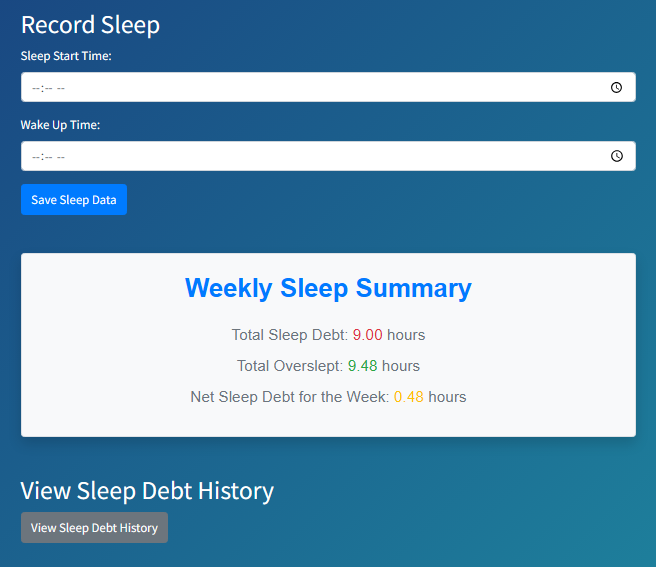 Record Sleep
Sleep Start Time:
--:-- --
Wake Up Time:
--:-- --
Save Sleep Data
Weekly Sleep Summary
Total Sleep Debt: 9.00 hours
Total Overslept: 9.48 hours
Net Sleep Debt for the Week: 0.48 hours
View Sleep Debt History
View Sleep Debt History